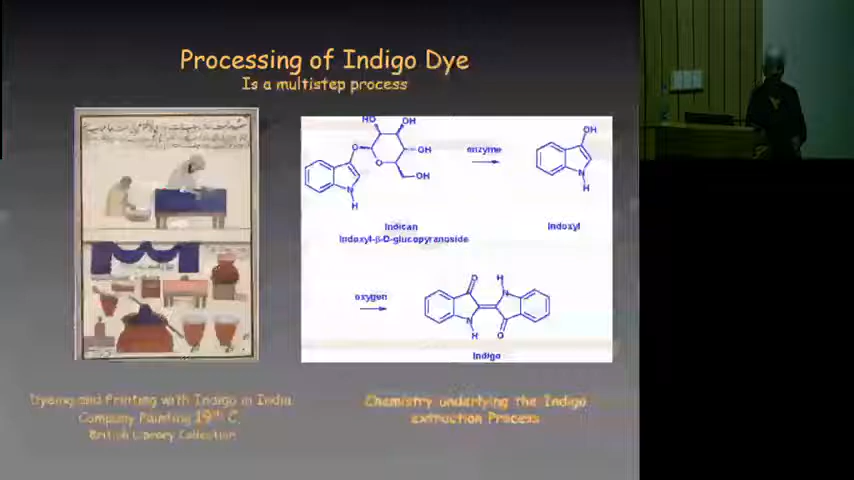 Processing of Indigo Dye
Is a multistep process
HO
OH
O
OH
O
OH
N
H
enzyme
OH
N
H
Indican
Indoxyl-β-D-glucopyranoside
Indoxyl
oxygen
O
H
N
N
H
O
Indigo
Dyeing and Printing with Indigo in India
Company Painting 19th C.
British Library Collection
Chemistry underlying the Indigo
extraction Process